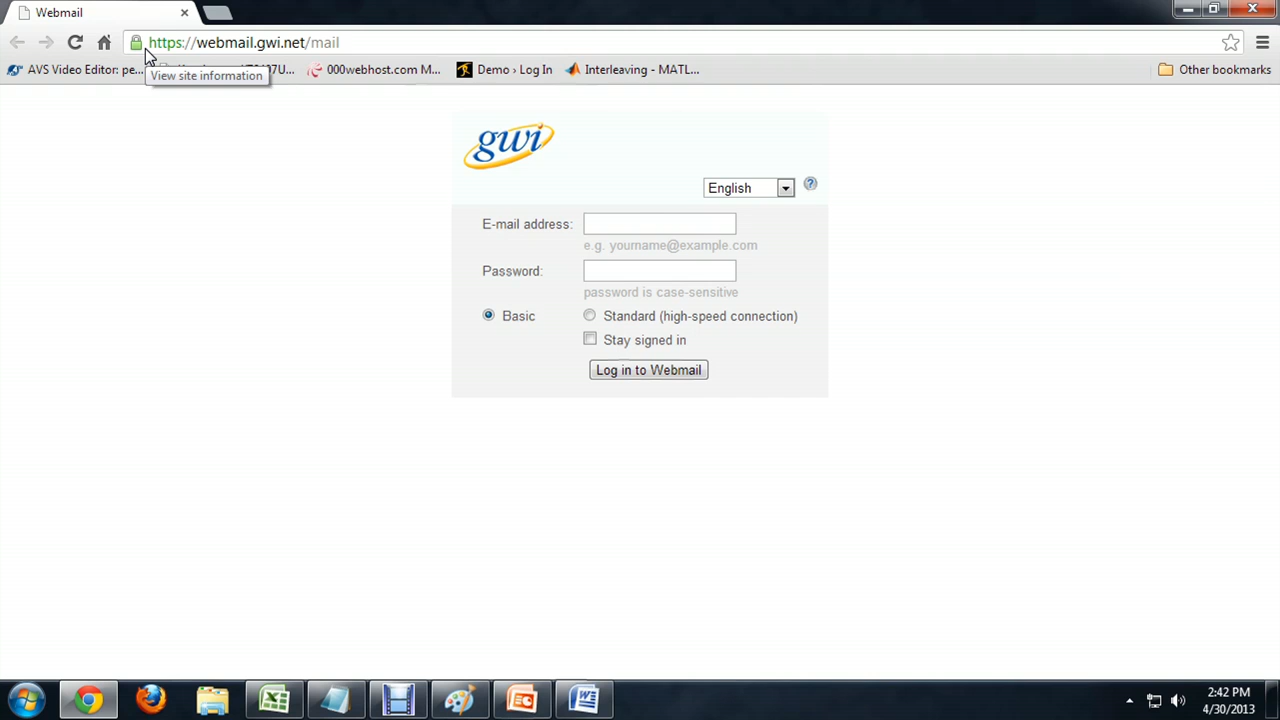 Webmail
https://webmail.gwi.net/mail
AVS Video Editor: pe...
000webhost.com M...
Demo › Log In
Interleaving - MATL...
Other bookmarks
View site information
gwi
English
?
E-mail address:
e.g. yourname@example.com
Password:
password is case-sensitive
Basic
Standard (high-speed connection)
Stay signed in
Log in to Webmail
2:42 PM
4/30/2013